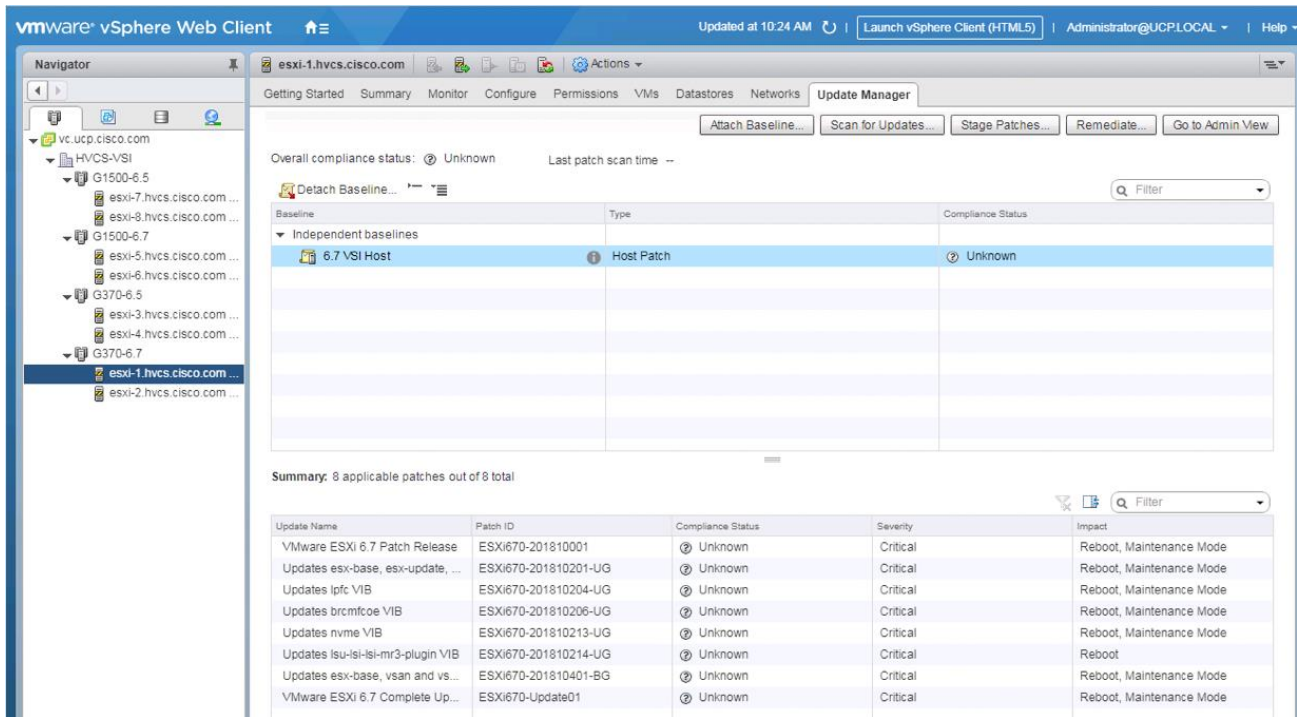 vmware® vSphere Web Client
Updated at 10:24 AM | Launch vSphere Client (HTML5) | Administrator@UCP.LOCAL | Help
Navigator
vc.ucp.cisco.com
HVCS-VSI
G1500-6.5
esxi-7.hvcs.cisco.com ...
esxi-8.hvcs.cisco.com ...
G1500-6.7
esxi-5.hvcs.cisco.com ...
esxi-6.hvcs.cisco.com ...
G370-6.5
esxi-3.hvcs.cisco.com ...
esxi-4.hvcs.cisco.com ...
G370-6.7
esxi-1.hvcs.cisco.com ...
esxi-2.hvcs.cisco.com ...
esxi-1.hvcs.cisco.com | Actions
Getting Started Summary Monitor Configure Permissions VMs Datastores Networks Update Manager
Attach Baseline... Scan for Updates... Stage Patches... Remediate... Go to Admin View
Overall compliance status: Unknown Last patch scan time --
Detach Baseline... Filter
Baseline Type Compliance Status
Independent baselines
6.7 VSI Host Host Patch Unknown
Summary: 8 applicable patches out of 8 total
Filter
Update Name Patch ID Compliance Status Severity Impact
VMware ESXi 6.7 Patch Release ESXi670-201810001 Unknown Critical Reboot, Maintenance Mode
Updates esx-base, esx-update, ... ESXi670-201810201-UG Unknown Critical Reboot, Maintenance Mode
Updates lpfc VIB ESXi670-201810204-UG Unknown Critical Reboot, Maintenance Mode
Updates brcmfcoe VIB ESXi670-201810206-UG Unknown Critical Reboot, Maintenance Mode
Updates nvme VIB ESXi670-201810213-UG Unknown Critical Reboot, Maintenance Mode
Updates lsu-lsi-lsi-mr3-plugin VIB ESXi670-201810214-UG Unknown Critical Reboot
Updates esx-base, vsan and vs... ESXi670-201810401-BG Unknown Critical Reboot, Maintenance Mode
VMware ESXi 6.7 Complete Up... ESXi670-Update01 Unknown Critical Reboot, Maintenance Mode